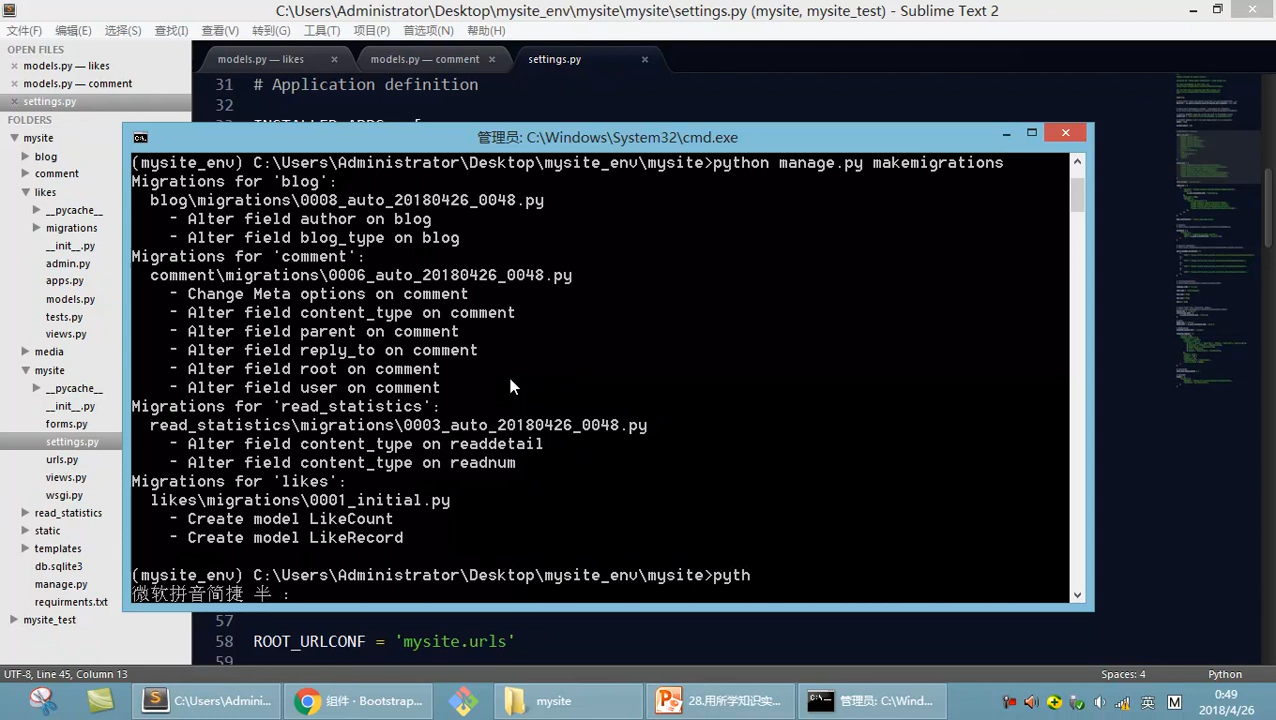 C:\Users\Administrator\Desktop\mysite_env\mysite\mysite\settings.py (mysite, mysite_test) - Sublime Text 2
文件(F) 编辑(E) 选择(S) 查找(I) 查看(V) 转到(G) 工具(T) 项目(P) 首选项(N) 帮助(H)
OPEN FILES
models.py — likes
models.py — comment
settings.py
FOLDERS
mysite
blog
comment
likes
__pycache__
migrations
__init__.py
admin.py
apps.py
models.py
tests.py
views.py
media
mysite
__pycache__
__init__.py
forms.py
settings.py
urls.py
views.py
wsgi.py
read_statistics
static
templates
db.sqlite3
manage.py
requirments.txt
mysite_test
models.py — likes
models.py — comment
settings.py
31 # Application definition
32
C:\Windows\System32\cmd.exe
(mysite_env) C:\Users\Administrator\Desktop\mysite_env\mysite>python manage.py makemigrations
Migrations for 'blog':
blog\migrations\0006_auto_20180426_0048.py
- Alter field author on blog
- Alter field blog_type on blog
Migrations for 'comment':
comment\migrations\0006_auto_20180426_0048.py
- Change Meta options on comment
- Alter field content_type on comment
- Alter field parent on comment
- Alter field reply_to on comment
- Alter field root on comment
- Alter field user on comment
Migrations for 'read_statistics':
read_statistics\migrations\0003_auto_20180426_0048.py
- Alter field content_type on readdetail
- Alter field content_type on readnum
Migrations for 'likes':
likes\migrations\0001_initial.py
- Create model LikeCount
- Create model LikeRecord
(mysite_env) C:\Users\Administrator\Desktop\mysite_env\mysite>pyth
微软拼音简捷 半 :
57
58 ROOT_URLCONF = 'mysite.urls'
59
UTF-8, Line 45, Column 13
Spaces: 4
Python
C:\Users\Admini...
组件 · Bootstrap...
mysite
28.用所学知识实...
管理员: C:\Wind...
英
M
0:49
2018/4/26